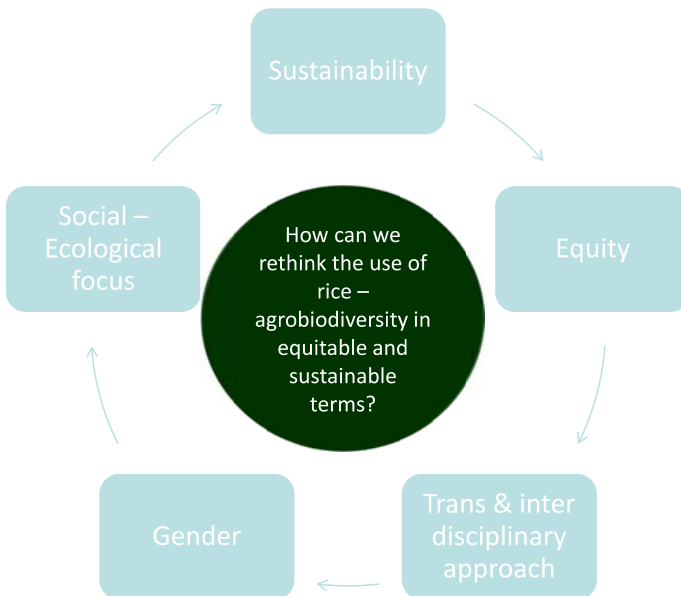 Sustainability
Equity
Trans & inter
disciplinary
approach
Gender
Social –
Ecological
focus
How can we
rethink the use of
rice –
agrobiodiversity in
equitable and
sustainable
terms?